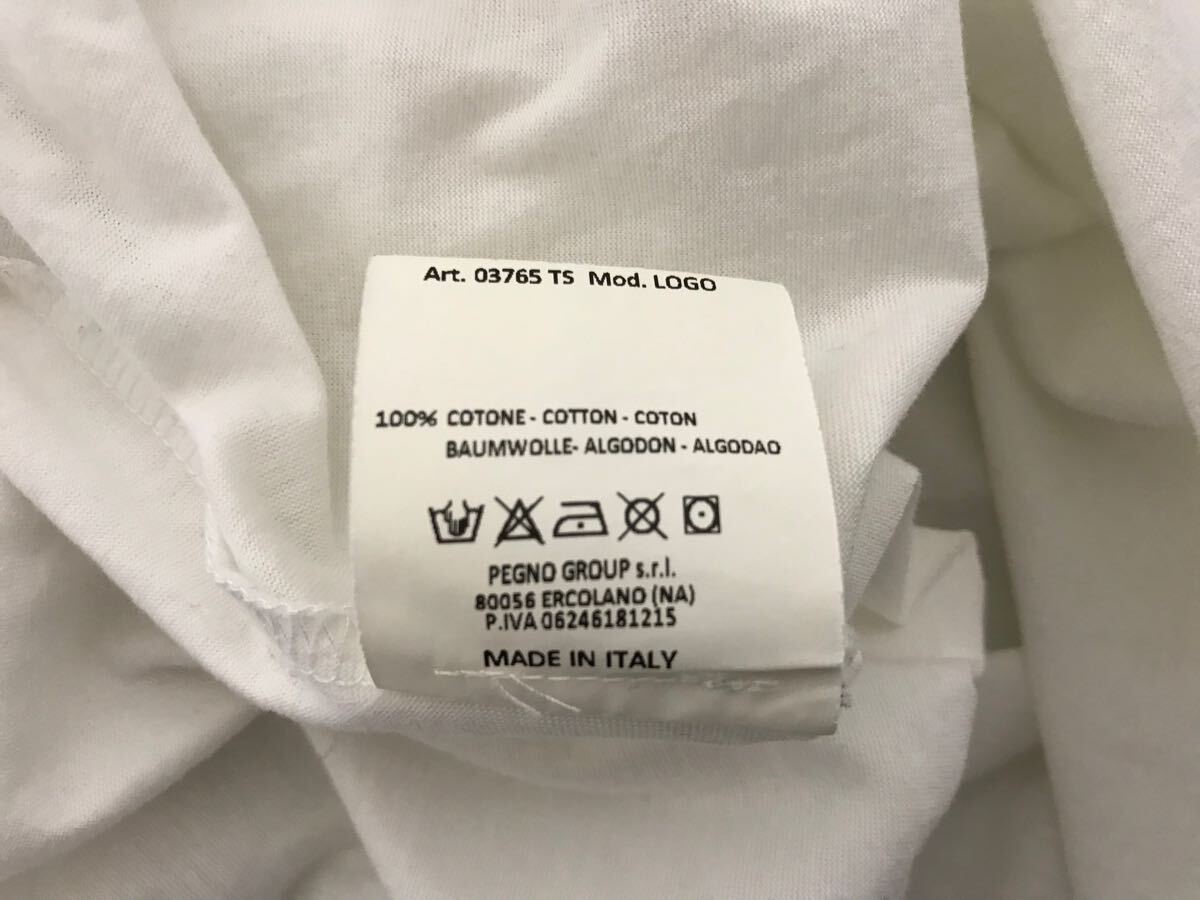 Art. 03765 TS Mod. LOGO
100% COTONE - COTTON - COTON
BAUMWOLLE- ALGODON - ALGODAO
PEGNO GROUP s.r.l.
80056 ERCOLANO (NA)
P.IVA 06246181215
MADE IN ITALY